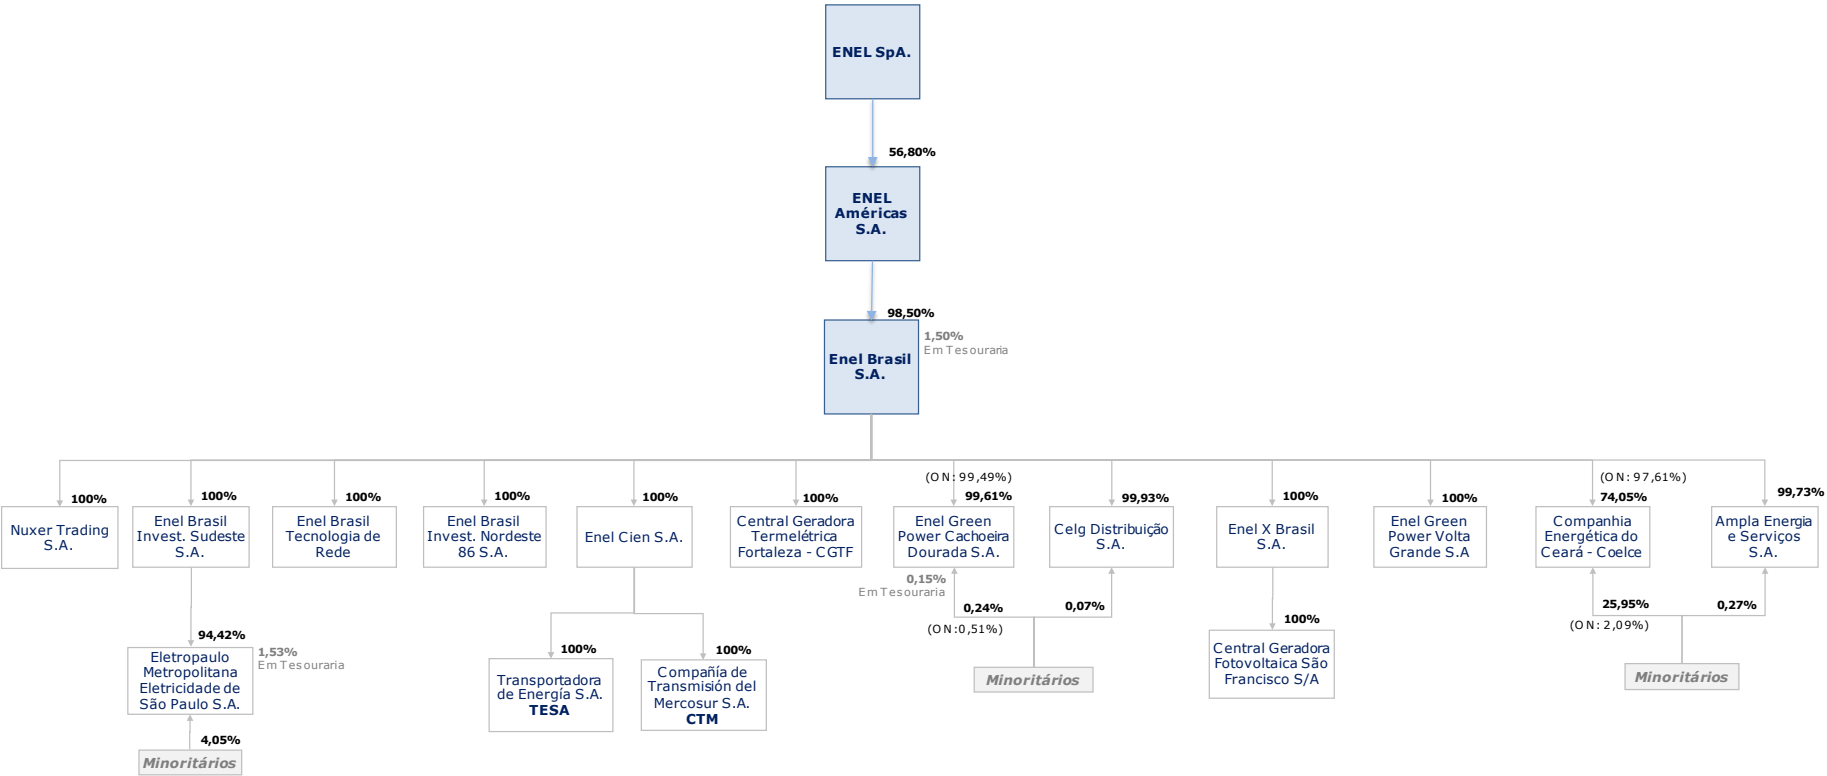 ENEL SpA.
56,80%
ENEL
Américas
S.A.
98,50%
1,50%
Em Tesouraria
Enel Brasil
S.A.
100%
Nuxer Trading
S.A.
100%
Enel Brasil
Invest. Sudeste
S.A.
100%
Enel Brasil
Tecnologia de
Rede
100%
Enel Brasil
Invest. Nordeste
86 S.A.
100%
Enel Cien S.A.
100%
Central Geradora
Termelétrica
Fortaleza - CGTF
(ON: 99,49%)
99,61%
Enel Green
Power Cachoeira
Dourada S.A.
99,93%
Celg Distribuição
S.A.
100%
Enel X Brasil
S.A.
100%
Enel Green
Power Volta
Grande S.A
(ON: 97,61%)
74,05%
Companhia
Energética do
Ceará - Coelce
99,73%
Ampla Energia
e Serviços
S.A.
94,42%
1,53%
Em Tesouraria
Eletropaulo
Metropolitana
Eletricidade de
São Paulo S.A.
4,05%
Minoritários
100%
Transportadora
de Energía S.A.
TESA
100%
Compañía de
Transmisión del
Mercosur S.A.
CTM
0,15%
Em Tesouraria
0,24%
(ON:0,51%)
0,07%
Minoritários
100%
Central Geradora
Fotovoltaica São
Francisco S/A
25,95%
(ON: 2,09%)
0,27%
Minoritários